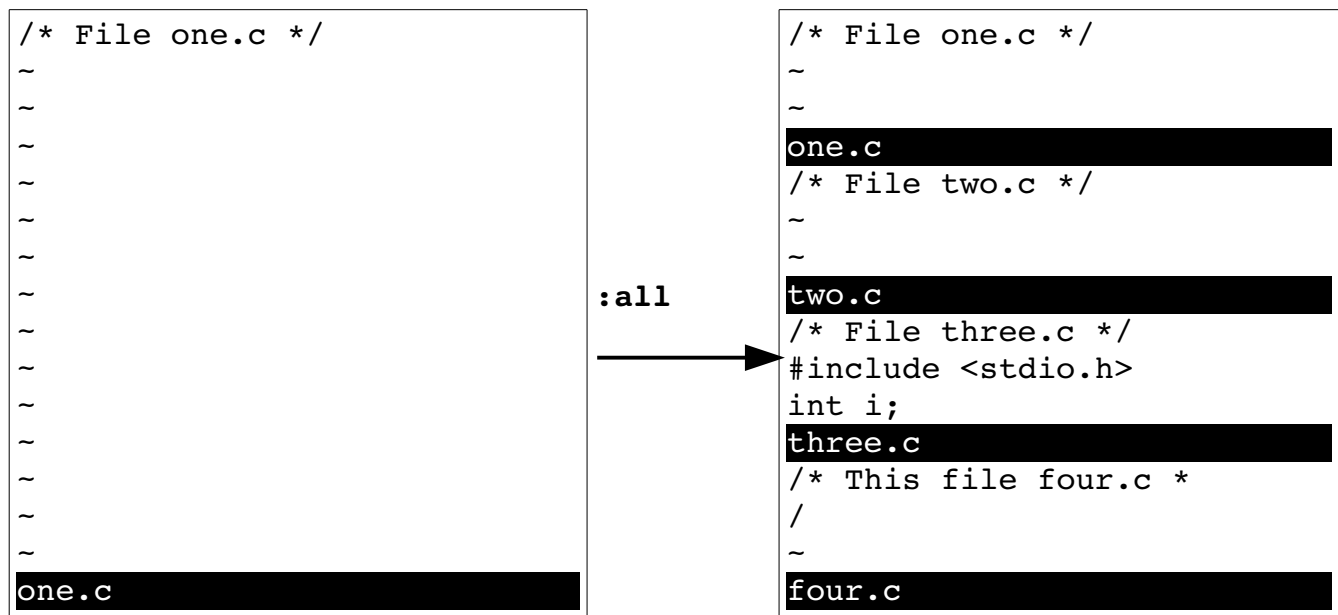 /* File one.c */
~
~
~
~
~
~
~
~
~
~
~
~
~
~
one.c
:all
/* File one.c */
~
~
one.c
/* File two.c */
~
~
two.c
/* File three.c */
#include <stdio.h>
int i;
three.c
/* This file four.c *
/
~
four.c